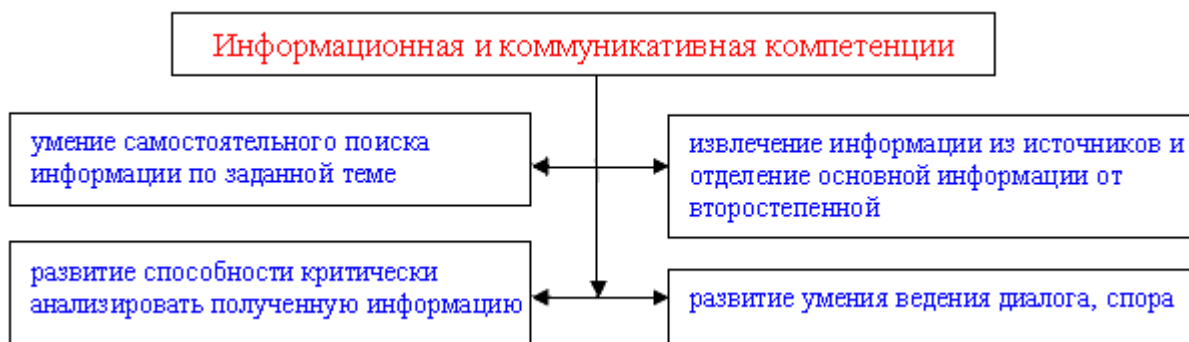 Информационная и коммуникативная компетенции
умение самостоятельного поиска
информации по заданной теме
извлечение информации из источников и
отделение основной информации от
второстепенной
развитие способности критически
анализировать полученную информацию
развитие умения ведения диалога, спора